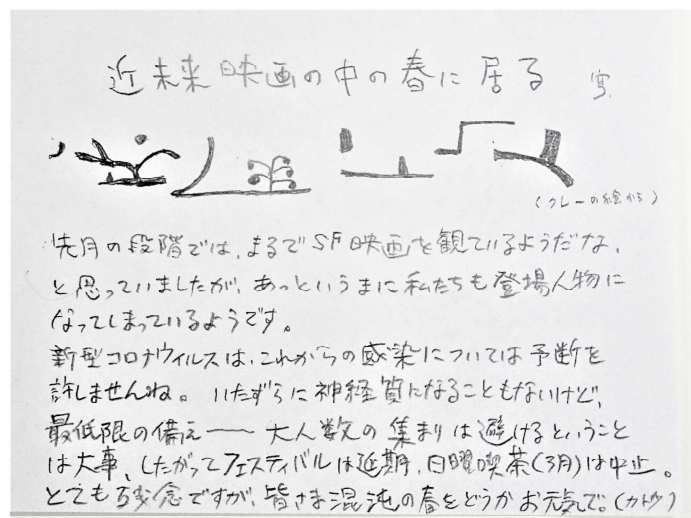 近未来映画の中の春に居る 宮.
(クレーの絵から)
先月の段階では、まるでSF映画を観ているようだな、
と思っていましたが、あっというまに私たちも登場人物に
なってしまっているようです。
新型コロナウィルスは、これからの感染については予断を
許しませんね。いたずらに神経質になることもないけど、
最低限の備え――大人数の集まりは避けるということ
は大事、したがってフェスティバルは延期、日曜喫茶(3月)は中止。
とても残念ですが、皆さま混沌の春をどうかお元気で。(カトウ)